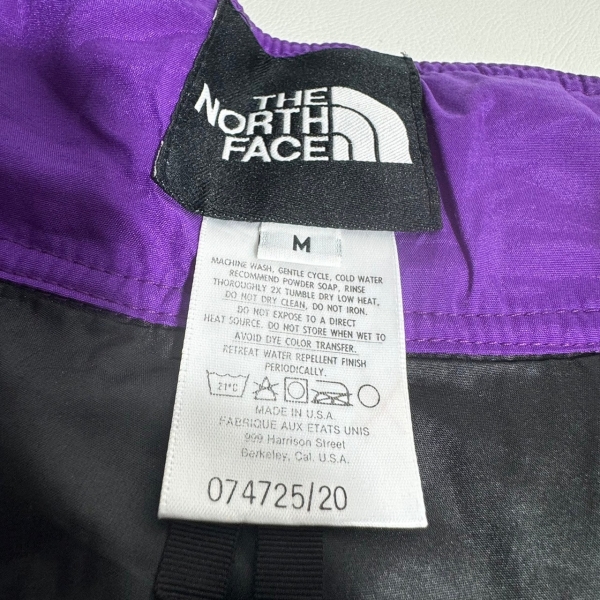 THE
NORTH
FACE
M
MACHINE WASH, GENTLE CYCLE, COLD WATER
RECOMMEND POWDER SOAP, RINSE
THOROUGHLY 2X TUMBLE DRY LOW HEAT,
DO NOT DRY CLEAN, DO NOT IRON.
DO NOT EXPOSE TO A DIRECT
HEAT SOURCE. DO NOT STORE WHEN WET TO
AVOID DYE COLOR TRANSFER.
RETREAT WATER REPELLENT FINISH
PERIODICALLY.
21°C
MADE IN U.S.A.
FABRIQUE AUX ETATS UNIS
999 Harrison Street
Berkeley, Cal. U.S.A.
074725/20